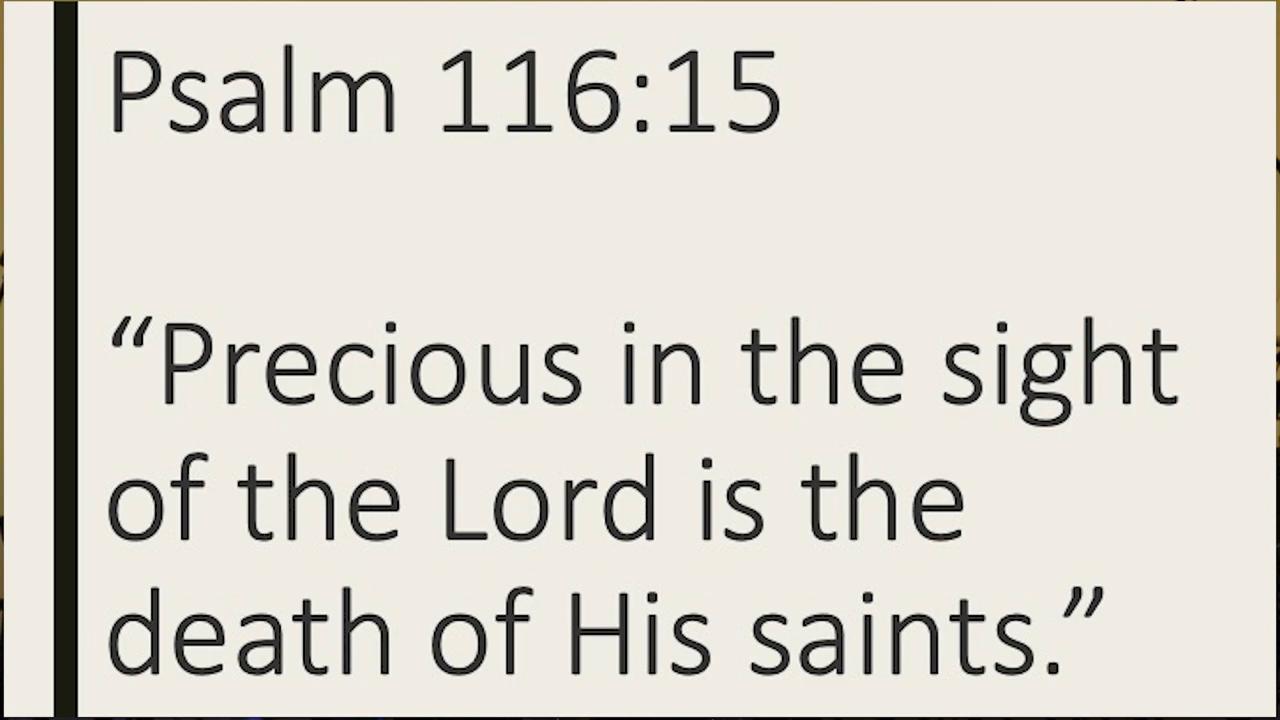 Psalm 116:15
“Precious in the sight
of the Lord is the
death of His saints.”